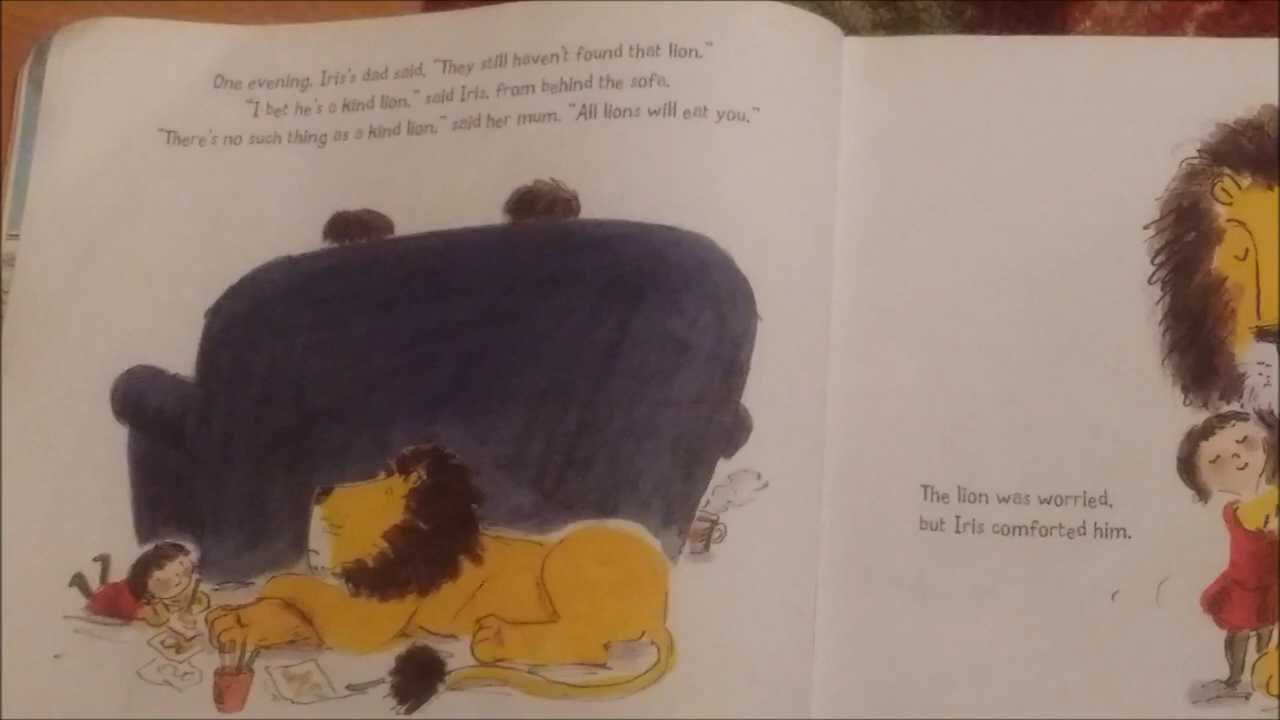 One evening, Iris's dad said, "They still haven't found that lion."
"I bet he's a kind lion," said Iris, from behind the sofa.
"There's no such thing as a kind lion," said her mum. "All lions will eat you."
The lion was worried,
but Iris comforted him.